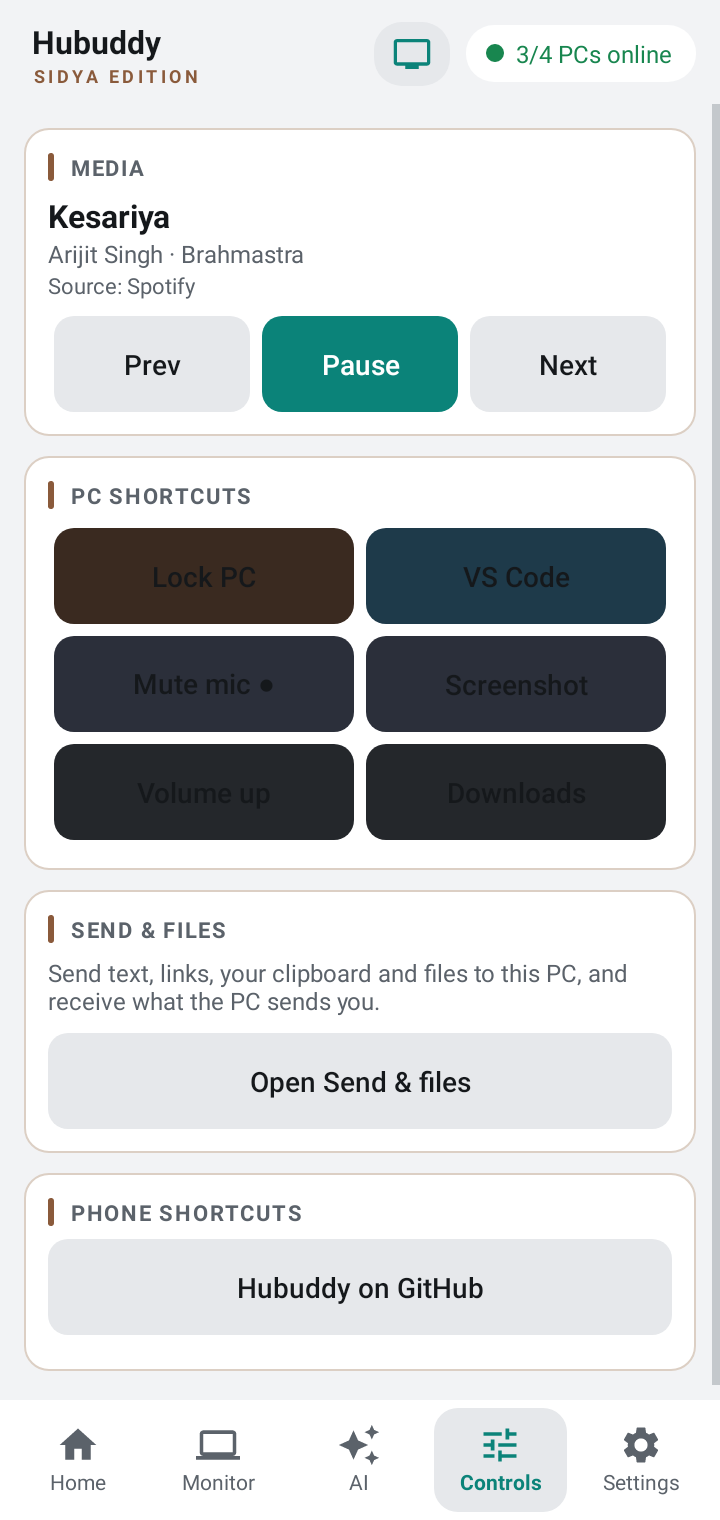 Hubuddy
SIDYA EDITION
3/4 PCs online
MEDIA
Kesariya
Arijit Singh · Brahmastra
Source: Spotify
Prev
Pause
Next
PC SHORTCUTS
Lock PC
VS Code
Mute mic ●
Screenshot
Volume up
Downloads
SEND & FILES
Send text, links, your clipboard and files to this PC, and
receive what the PC sends you.
Open Send & files
PHONE SHORTCUTS
Hubuddy on GitHub
Home
Monitor
AI
Controls
Settings